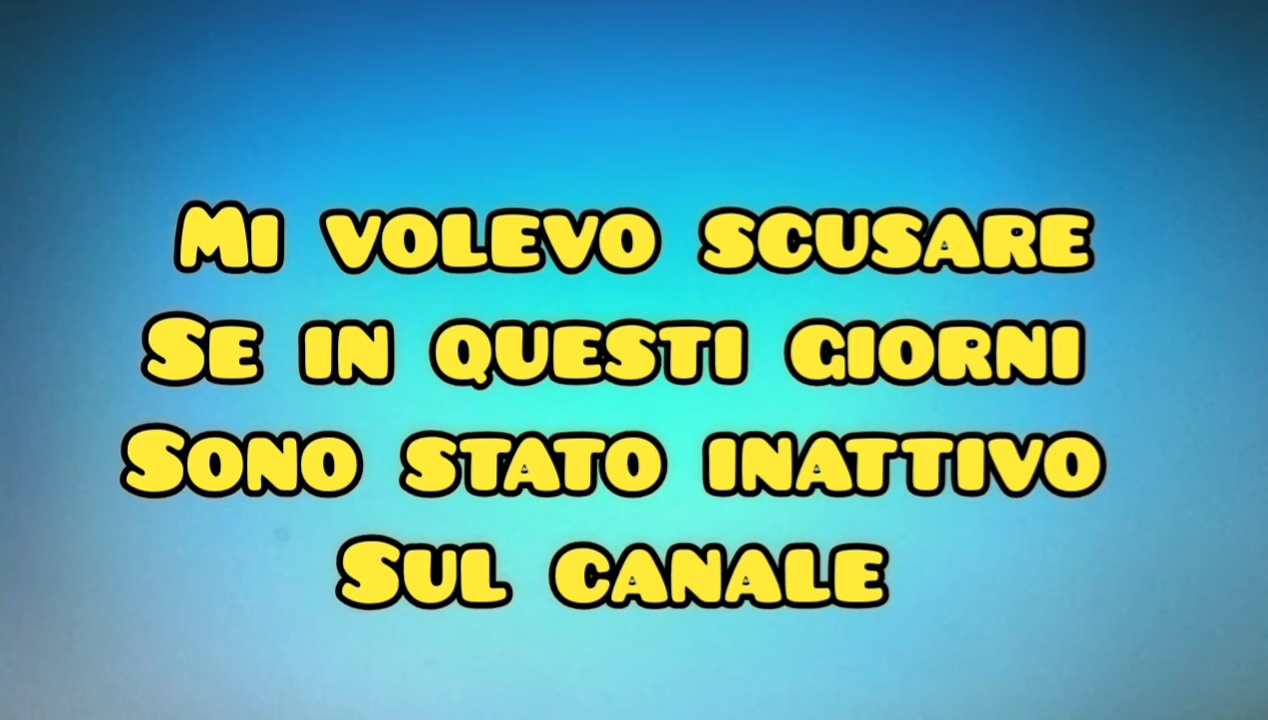 Mi volevo scusare
Se in questi giorni
Sono stato inattivo
Sul canale